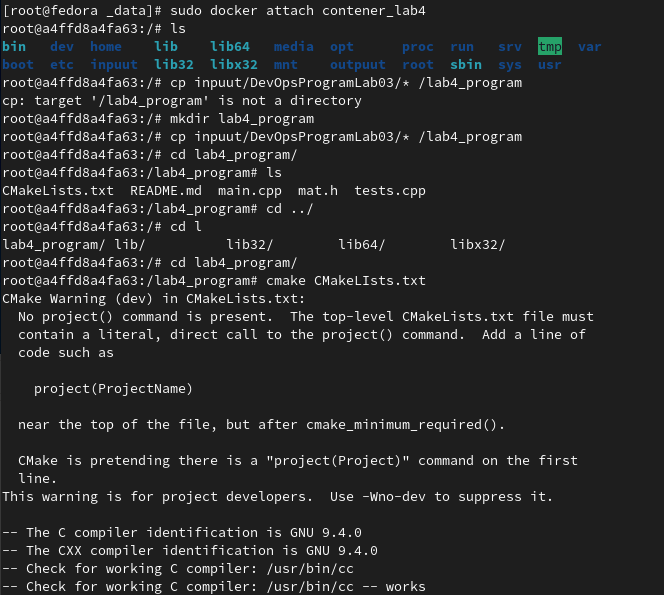 [root@fedora _data]# sudo docker attach contener_lab4
root@a4ffd8a4fa63:/# ls
bin   dev  home    lib    lib64   media  opt      proc  run   srv  tmp  var
boot  etc  inpuut  lib32  libx32  mnt    outpuut  root  sbin  sys  usr
root@a4ffd8a4fa63:/# cp inpuut/DevOpsProgramLab03/* /lab4_program
cp: target '/lab4_program' is not a directory
root@a4ffd8a4fa63:/# mkdir lab4_program
root@a4ffd8a4fa63:/# cp inpuut/DevOpsProgramLab03/* /lab4_program
root@a4ffd8a4fa63:/# cd lab4_program/
root@a4ffd8a4fa63:/lab4_program# ls
CMakeLists.txt  README.md  main.cpp  mat.h  tests.cpp
root@a4ffd8a4fa63:/lab4_program# cd ../
root@a4ffd8a4fa63:/# cd l
lab4_program/ lib/          lib32/        lib64/        libx32/
root@a4ffd8a4fa63:/# cd lab4_program/
root@a4ffd8a4fa63:/lab4_program# cmake CMakeLIsts.txt
CMake Warning (dev) in CMakeLists.txt:
  No project() command is present.  The top-level CMakeLists.txt file must
  contain a literal, direct call to the project() command.  Add a line of
  code such as

    project(ProjectName)

  near the top of the file, but after cmake_minimum_required().

  CMake is pretending there is a "project(Project)" command on the first
  line.
This warning is for project developers.  Use -Wno-dev to suppress it.

-- The C compiler identification is GNU 9.4.0
-- The CXX compiler identification is GNU 9.4.0
-- Check for working C compiler: /usr/bin/cc
-- Check for working C compiler: /usr/bin/cc -- works